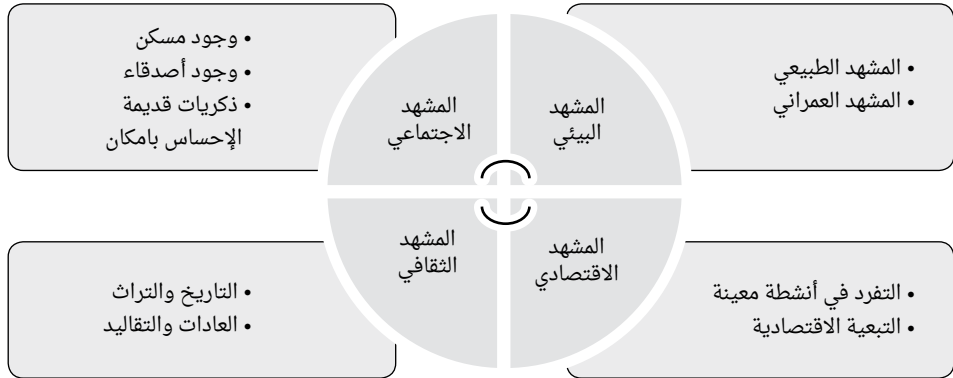 • المشهد الطبيعي
• المشهد العمراني
المشهد
البيئي
المشهد
الاجتماعي
• وجود مسكن
• وجود أصدقاء
• ذكريات قديمة
الإحساس بامكان
• التفرد في أنشطة معينة
• التبعية الاقتصادية
المشهد
الاقتصادي
المشهد
الثقافي
• التاريخ والتراث
• العادات والتقاليد